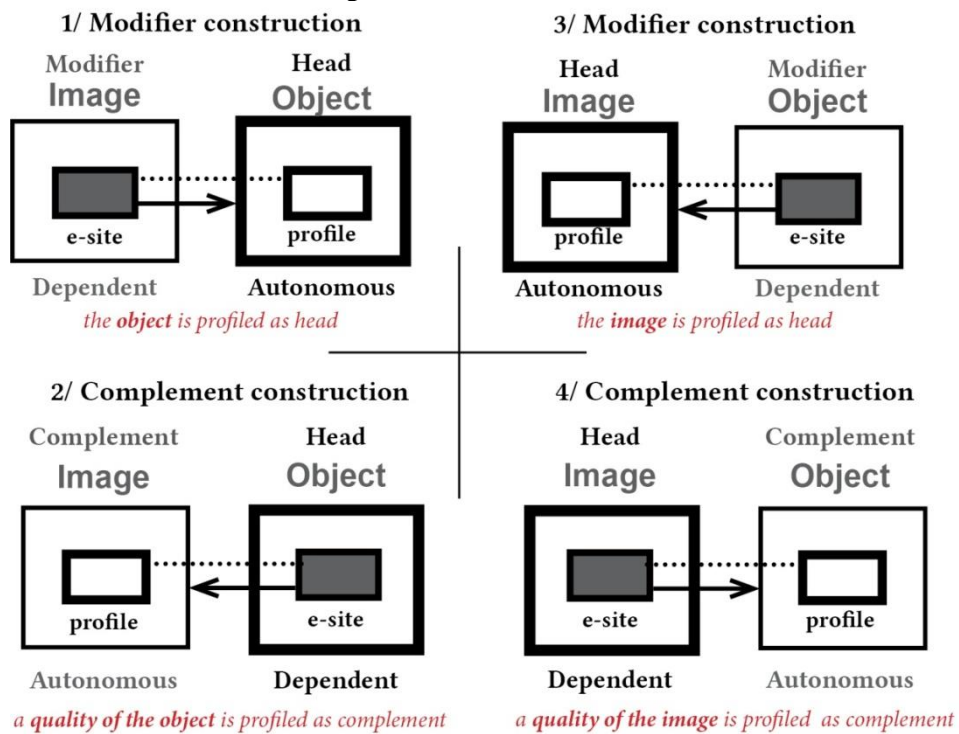 1/ Modifier construction
Modifier
Image
Head
Object
e-site
profile
Dependent
Autonomous
the object is profiled as head
3/ Modifier construction
Head
Image
Modifier
Object
profile
e-site
Autonomous
Dependent
the image is profiled as head
2/ Complement construction
Complement
Image
Head
Object
profile
e-site
Autonomous
Dependent
a quality of the object is profiled as complement
4/ Complement construction
Head
Image
Complement
Object
e-site
profile
Dependent
Autonomous
a quality of the image is profiled as complement